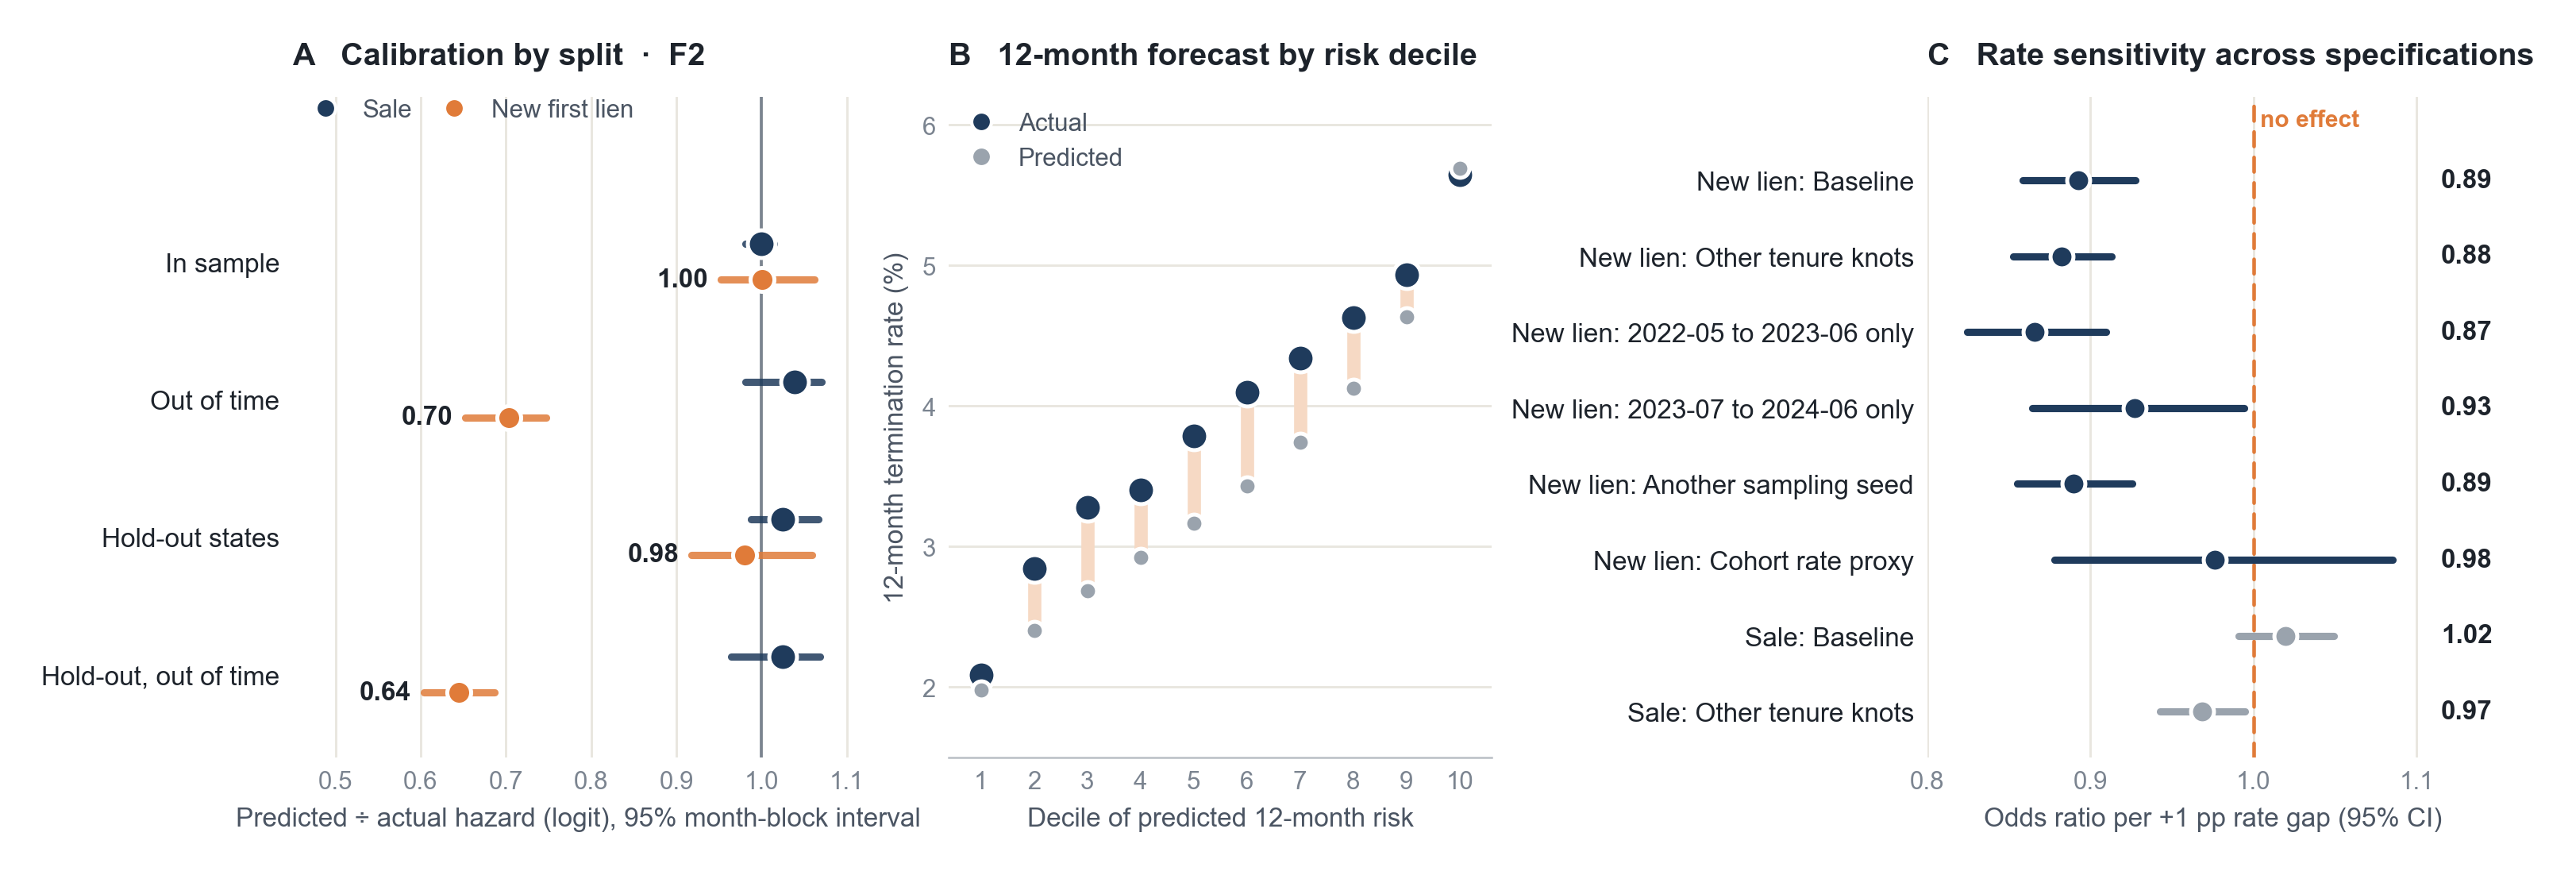 A Calibration by split · F2
Sale
New first lien
In sample
1.00
Out of time
0.70
Hold-out states
0.98
Hold-out, out of time
0.64
0.5 0.6 0.7 0.8 0.9 1.0 1.1
Predicted ÷ actual hazard (logit), 95% month-block interval
B 12-month forecast by risk decile
Actual
Predicted
12-month termination rate (%)
6
5
4
3
2
1 2 3 4 5 6 7 8 9 10
Decile of predicted 12-month risk
C Rate sensitivity across specifications
no effect
New lien: Baseline 0.89
New lien: Other tenure knots 0.88
New lien: 2022-05 to 2023-06 only 0.87
New lien: 2023-07 to 2024-06 only 0.93
New lien: Another sampling seed 0.89
New lien: Cohort rate proxy 0.98
Sale: Baseline 1.02
Sale: Other tenure knots 0.97
0.8 0.9 1.0 1.1
Odds ratio per +1 pp rate gap (95% CI)